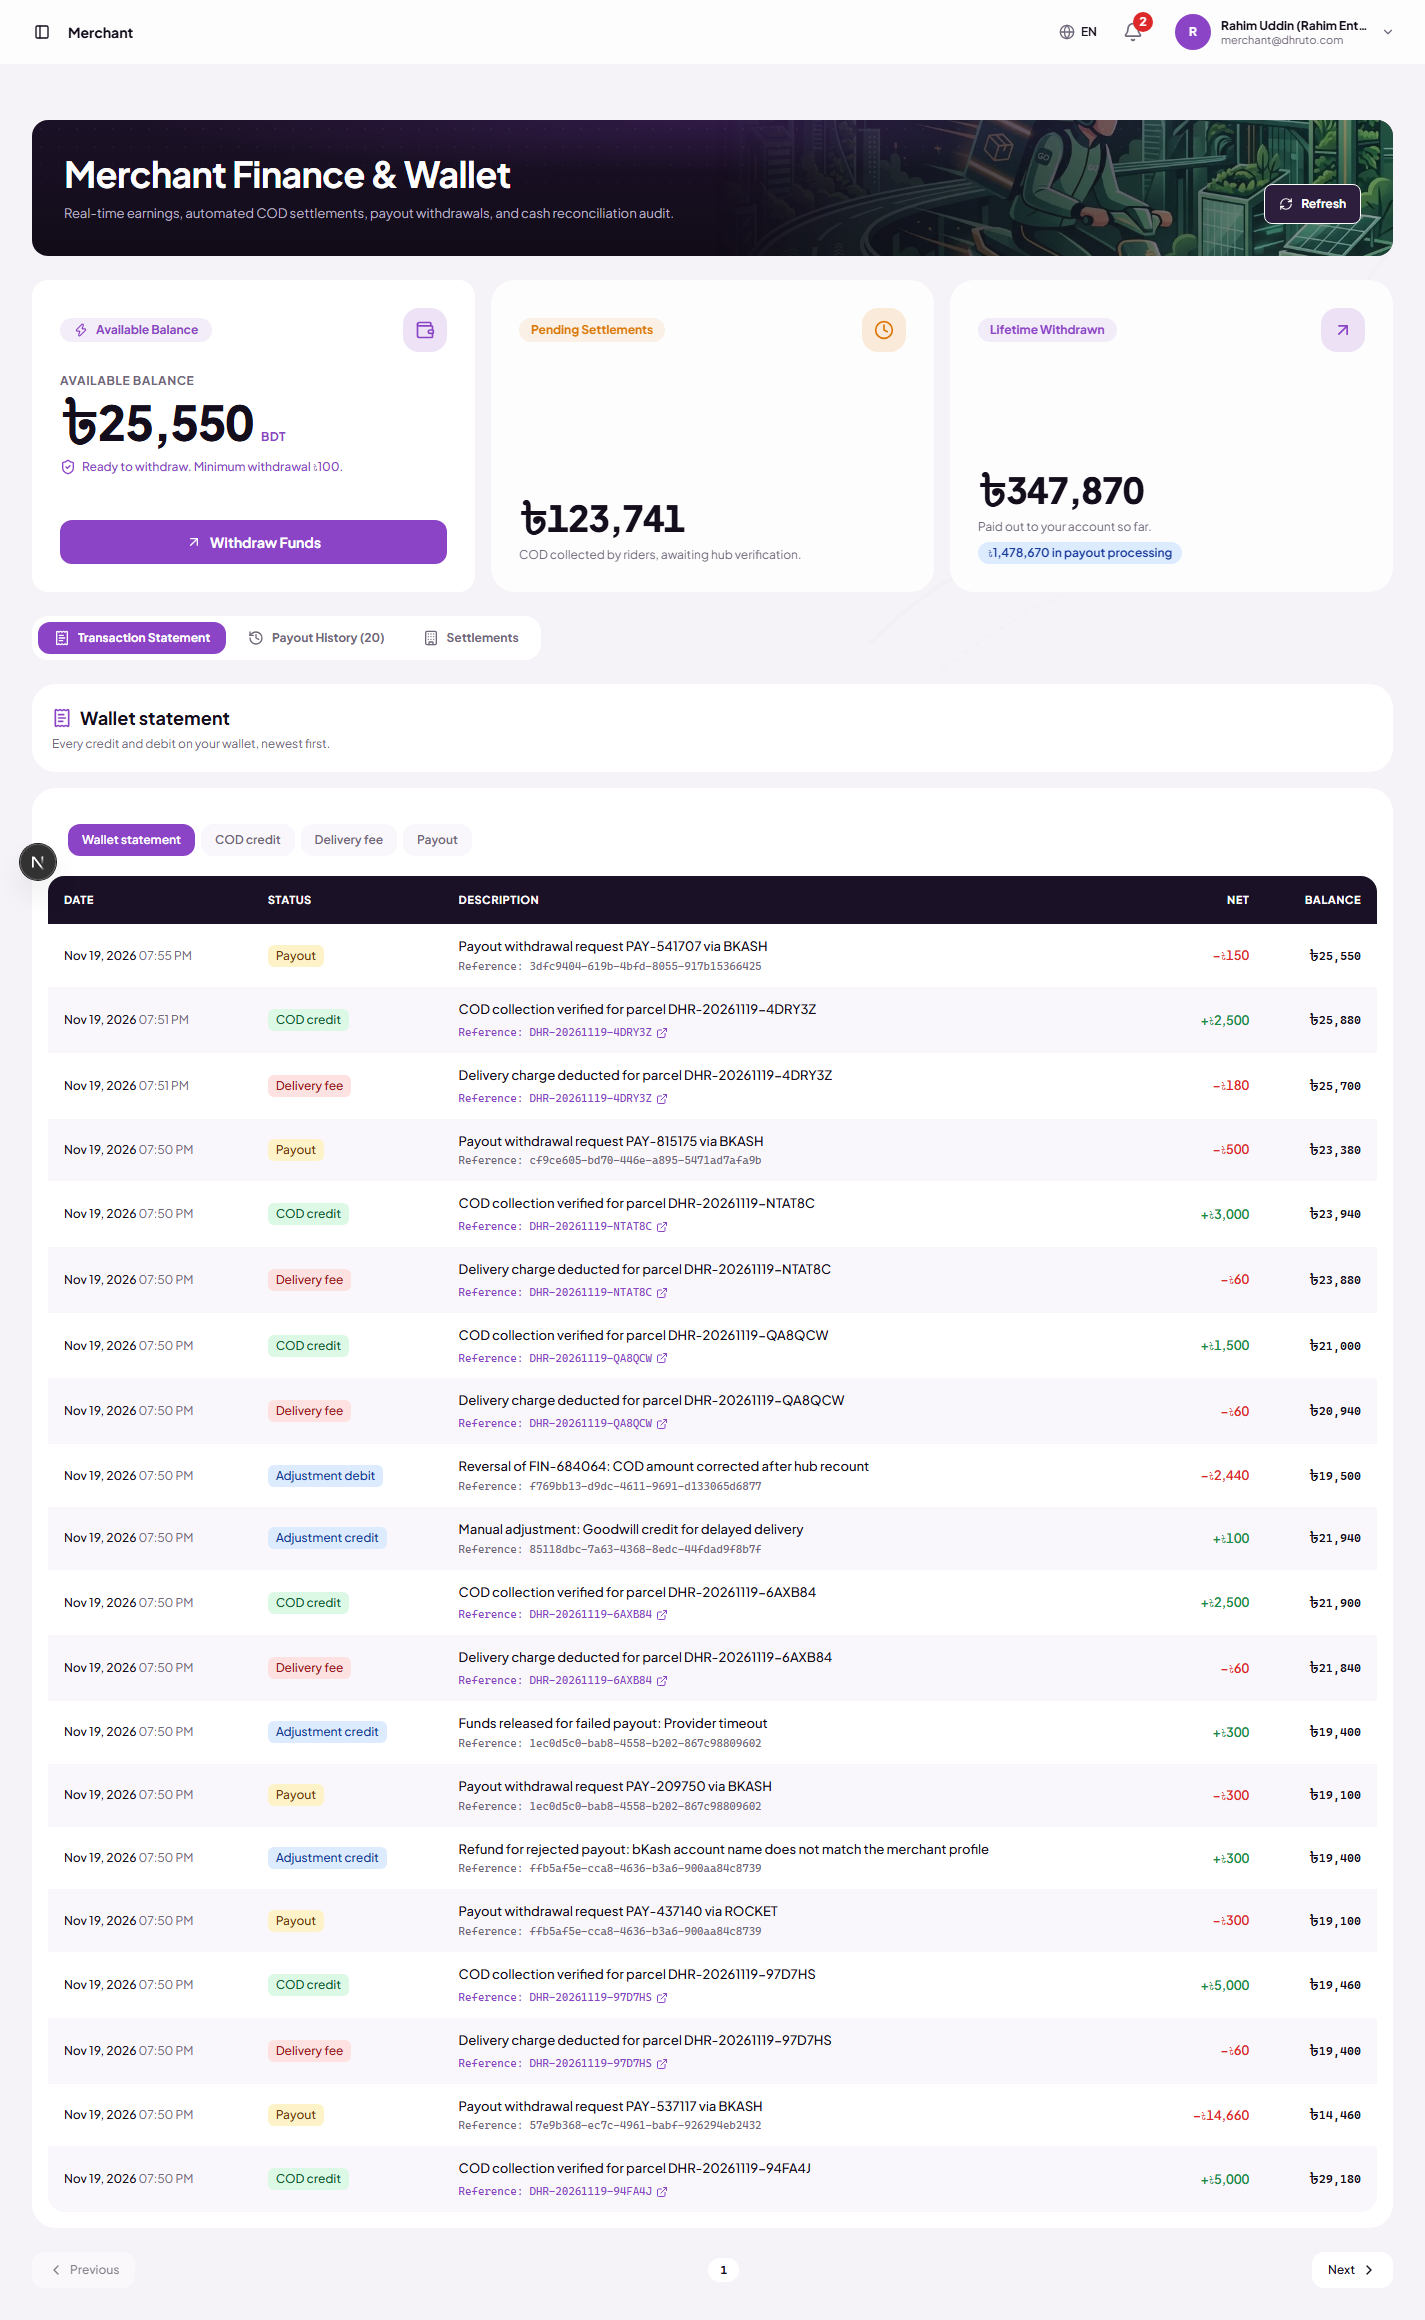 Merchant
EN
2
R
Rahim Uddin (Rahim Ent...
merchant@dhruto.com
Merchant Finance & Wallet
Real-time earnings, automated COD settlements, payout withdrawals, and cash reconciliation audit.
GO
Refresh
Available Balance
AVAILABLE BALANCE
৳25,550 BDT
Ready to withdraw. Minimum withdrawal ৳100.
Withdraw Funds
Pending Settlements
৳123,741
COD collected by riders, awaiting hub verification.
Lifetime Withdrawn
৳347,870
Paid out to your account so far.
৳1,478,670 in payout processing
Transaction Statement
Payout History (20)
Settlements
Wallet statement
Every credit and debit on your wallet, newest first.
Wallet statement
COD credit
Delivery fee
Payout
N
DATE STATUS DESCRIPTION NET BALANCE
Nov 19, 2026 07:55 PM Payout Payout withdrawal request PAY-541707 via BKASH -৳150 ৳25,550
Reference: 3dfc9404-619b-4bfd-8055-917b15366425
Nov 19, 2026 07:51 PM COD credit COD collection verified for parcel DHR-20261119-4DRY3Z +৳2,500 ৳25,880
Reference: DHR-20261119-4DRY3Z
Nov 19, 2026 07:51 PM Delivery fee Delivery charge deducted for parcel DHR-20261119-4DRY3Z -৳180 ৳25,700
Reference: DHR-20261119-4DRY3Z
Nov 19, 2026 07:50 PM Payout Payout withdrawal request PAY-815175 via BKASH -৳500 ৳23,380
Reference: cf9ce605-bd70-446e-a895-5471ad7afa9b
Nov 19, 2026 07:50 PM COD credit COD collection verified for parcel DHR-20261119-NTAT8C +৳3,000 ৳23,940
Reference: DHR-20261119-NTAT8C
Nov 19, 2026 07:50 PM Delivery fee Delivery charge deducted for parcel DHR-20261119-NTAT8C -৳60 ৳23,880
Reference: DHR-20261119-NTAT8C
Nov 19, 2026 07:50 PM COD credit COD collection verified for parcel DHR-20261119-QA8QCW +৳1,500 ৳21,000
Reference: DHR-20261119-QA8QCW
Nov 19, 2026 07:50 PM Delivery fee Delivery charge deducted for parcel DHR-20261119-QA8QCW -৳60 ৳20,940
Reference: DHR-20261119-QA8QCW
Nov 19, 2026 07:50 PM Adjustment debit Reversal of FIN-684064: COD amount corrected after hub recount -৳2,440 ৳19,500
Reference: f769bb13-d9dc-4611-9691-d133065d6877
Nov 19, 2026 07:50 PM Adjustment credit Manual adjustment: Goodwill credit for delayed delivery +৳100 ৳21,940
Reference: 85118dbc-7a63-4368-8edc-44fdad9f8b7f
Nov 19, 2026 07:50 PM COD credit COD collection verified for parcel DHR-20261119-6AXB84 +৳2,500 ৳21,900
Reference: DHR-20261119-6AXB84
Nov 19, 2026 07:50 PM Delivery fee Delivery charge deducted for parcel DHR-20261119-6AXB84 -৳60 ৳21,840
Reference: DHR-20261119-6AXB84
Nov 19, 2026 07:50 PM Adjustment credit Funds released for failed payout: Provider timeout +৳300 ৳19,400
Reference: 1ec0d5c0-bab8-4558-b202-867c98809602
Nov 19, 2026 07:50 PM Payout Payout withdrawal request PAY-209750 via BKASH -৳300 ৳19,100
Reference: 1ec0d5c0-bab8-4558-b202-867c98809602
Nov 19, 2026 07:50 PM Adjustment credit Refund for rejected payout: bKash account name does not match the merchant profile +৳300 ৳19,400
Reference: ffb5af5e-cca8-4636-b3a6-900aa84c8739
Nov 19, 2026 07:50 PM Payout Payout withdrawal request PAY-437140 via ROCKET -৳300 ৳19,100
Reference: ffb5af5e-cca8-4636-b3a6-900aa84c8739
Nov 19, 2026 07:50 PM COD credit COD collection verified for parcel DHR-20261119-97D7HS +৳5,000 ৳19,460
Reference: DHR-20261119-97D7HS
Nov 19, 2026 07:50 PM Delivery fee Delivery charge deducted for parcel DHR-20261119-97D7HS -৳60 ৳19,400
Reference: DHR-20261119-97D7HS
Nov 19, 2026 07:50 PM Payout Payout withdrawal request PAY-537117 via BKASH -৳14,660 ৳14,460
Reference: 57e9b368-ec7c-4961-babf-926294eb2432
Nov 19, 2026 07:50 PM COD credit COD collection verified for parcel DHR-20261119-94FA4J +৳5,000 ৳29,180
Reference: DHR-20261119-94FA4J
Previous
1
Next